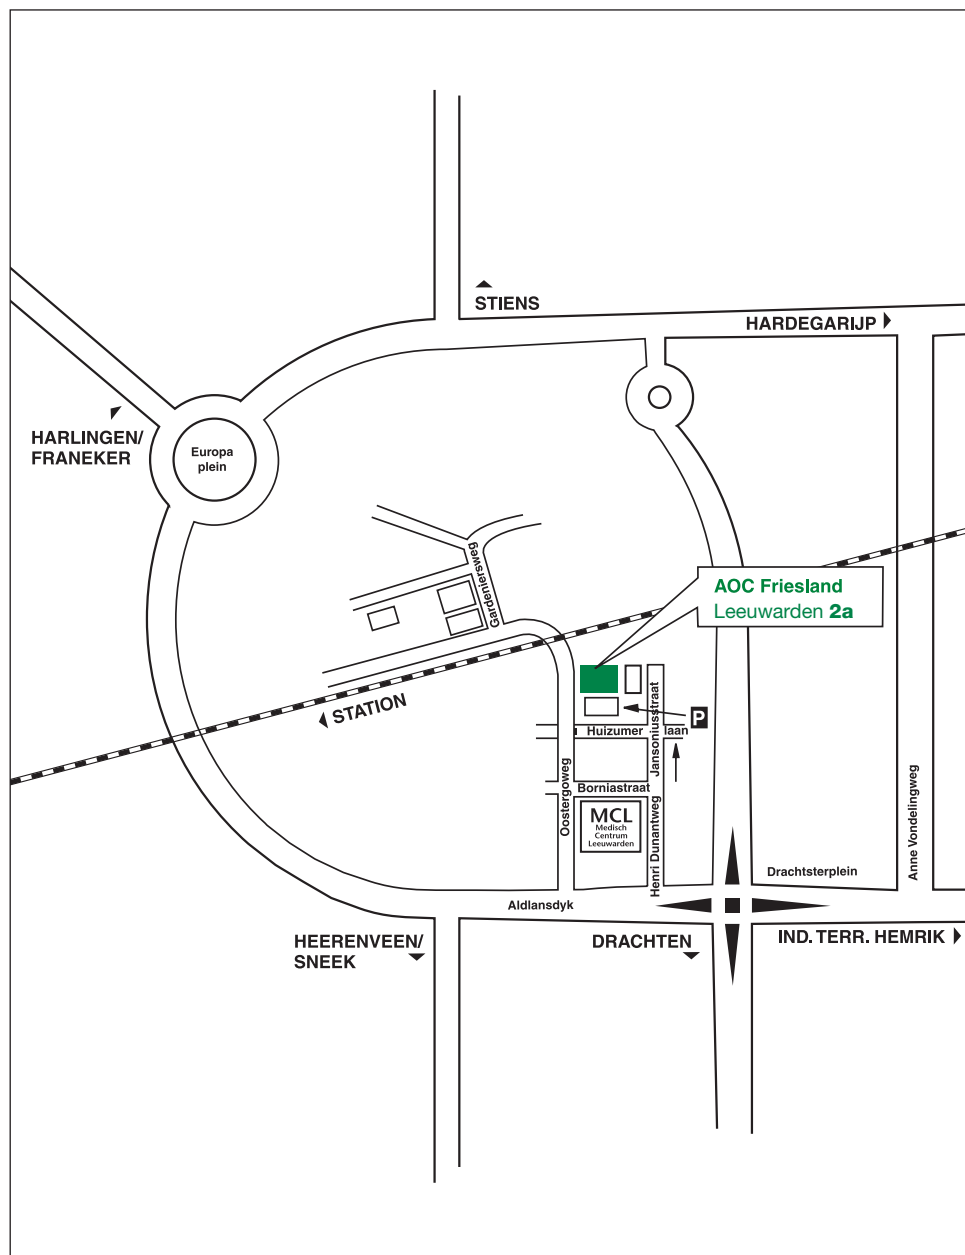 STIENS
HARDEGARIJP
HARLINGEN/
FRANEKER
Europa
plein
Gardeniersweg
AOC Friesland
Leeuwarden 2a
STATION
P
Huizumer laan
Jansoniusstraat
Oostergoweg
Borniastraat
MCL
Medisch
Centrum
Leeuwarden
Henri Dunantweg
Anne Vondelingweg
Drachtsterplein
Aldlansdyk
HEERENVEEN/
SNEEK
DRACHTEN
IND. TERR. HEMRIK